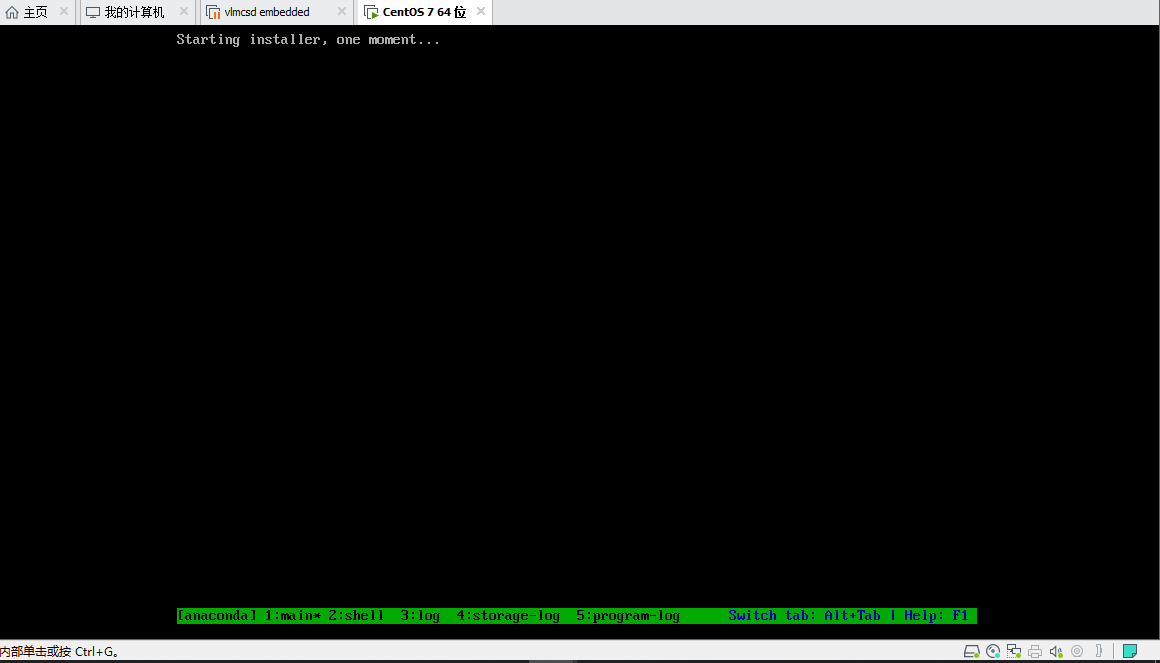 主页 我的计算机 vlmcsd embedded CentOS 7 64 位
Starting installer, one moment...
[anaconda] 1:main* 2:shell 3:log 4:storage-log 5:program-log Switch tab: Alt+Tab | Help: F1
内部单击或按 Ctrl+G。